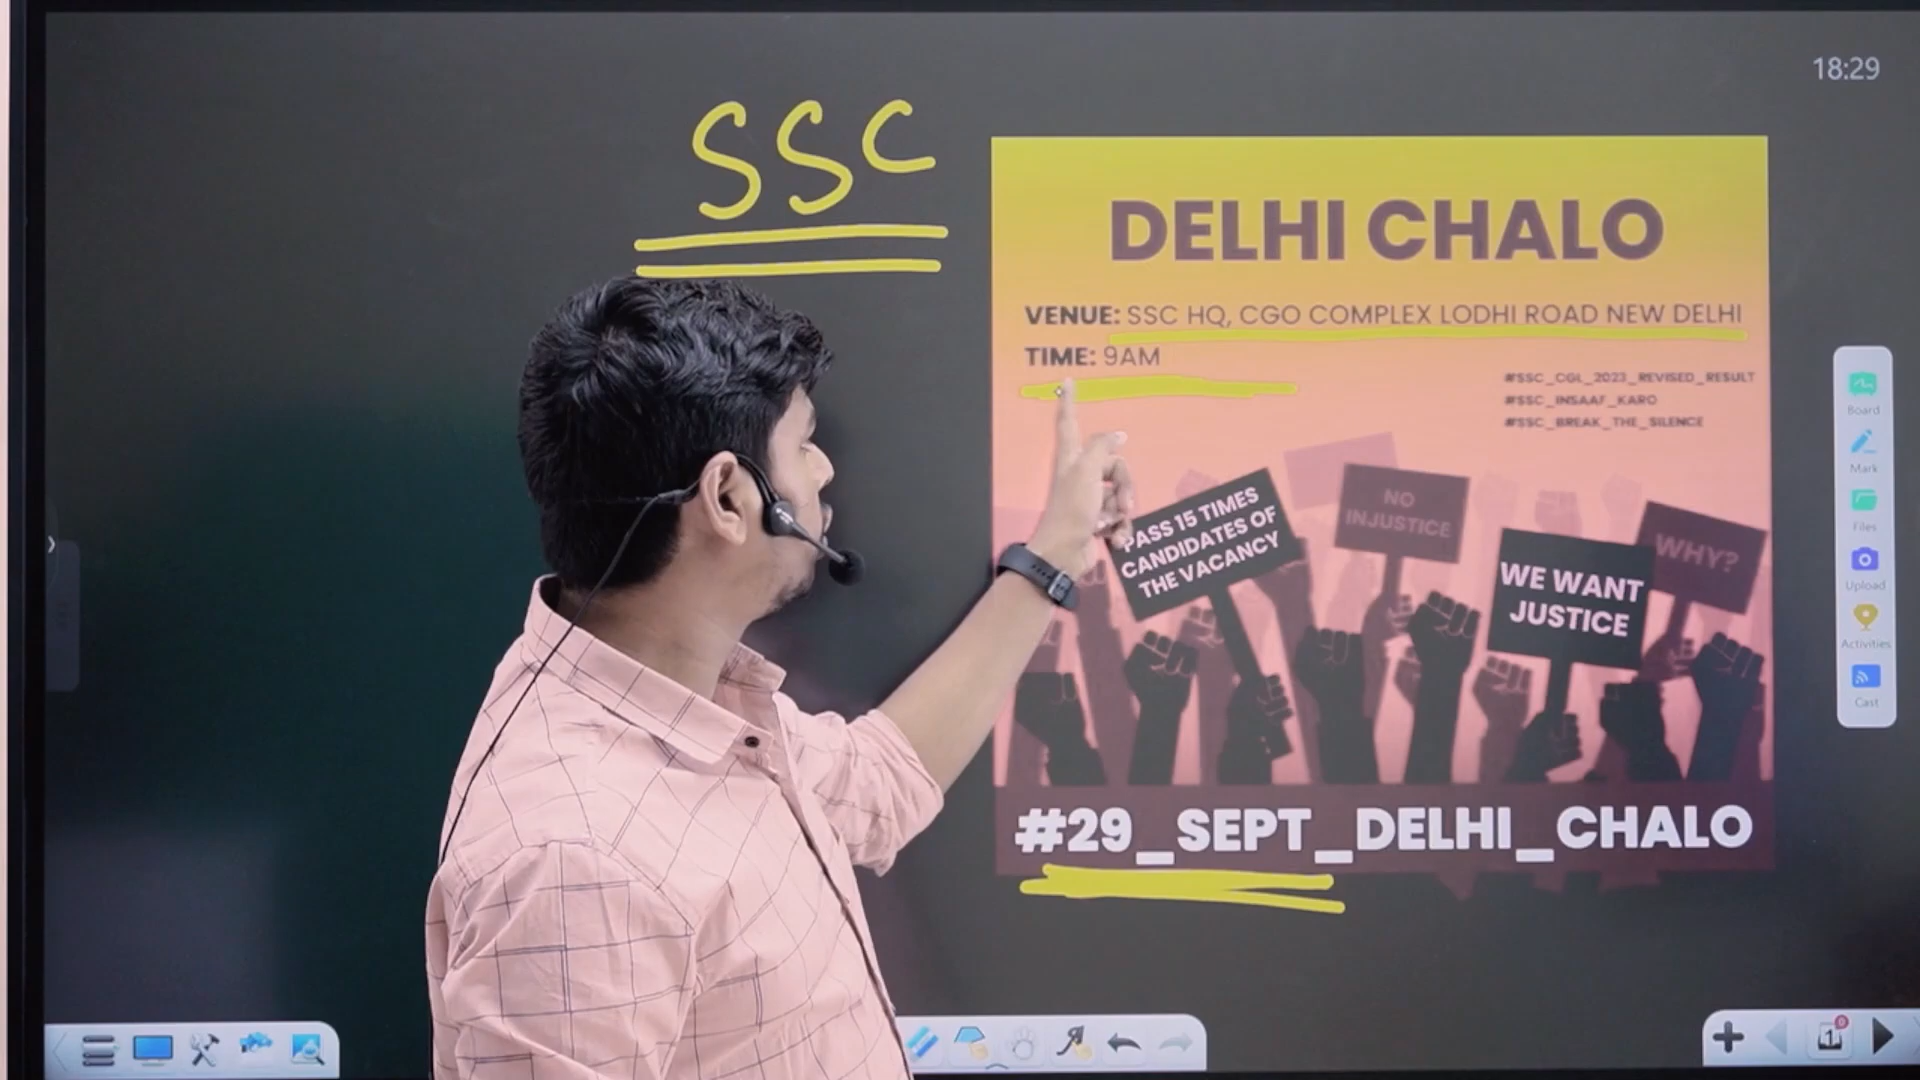 18:29
SSC
DELHI CHALO
VENUE: SSC HQ, CGO COMPLEX LODHI ROAD NEW DELHI
TIME: 9AM
#SSC_CGL_2023_REVISED_RESULT
#SSC_INSAAF_KARO
#SSC_BREAK_THE_SILENCE
PASS 15 TIMES
CANDIDATES OF
THE VACANCY
NO
INJUSTICE
WE WANT
JUSTICE
WHY?
#29_SEPT_DELHI_CHALO
Board
Mark
Files
Upload
Activities
Cast
1
0